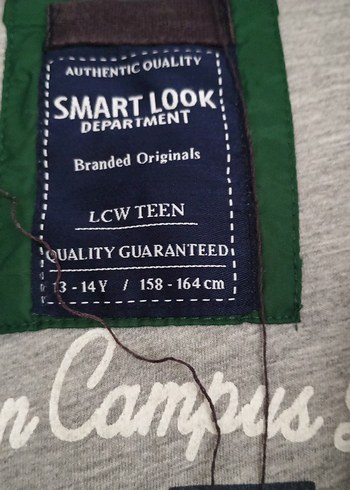 AUTHENTIC QUALITY
SMART LOOK
DEPARTMENT
Branded Originals
LCW TEEN
QUALITY GUARANTEED
13 - 14 Y / 158 - 164 cm
n Campus